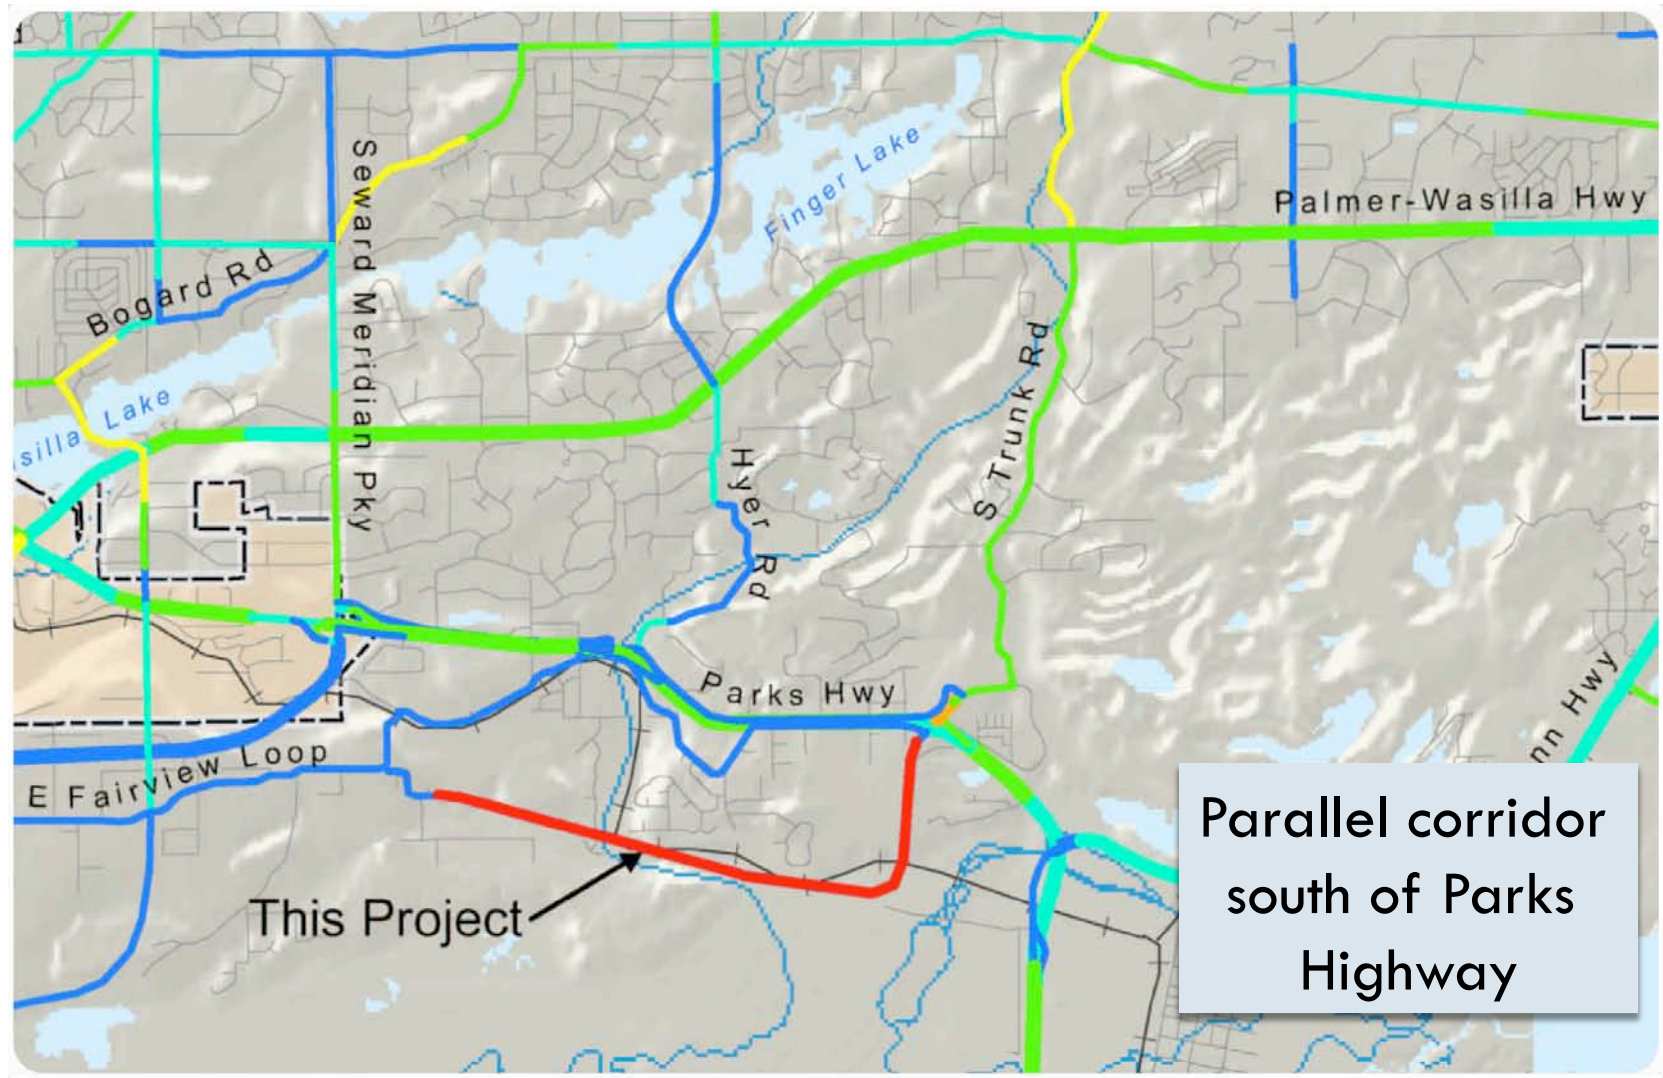 Seward Meridian Pky
Finger Lake
Palmer-Wasilla Hwy
Bogard Rd
S Trunk Rd
silla Lake
Hyer Rd
Parks Hwy
nn Hwy
E Fairview Loop
This Project
Parallel corridor
south of Parks
Highway